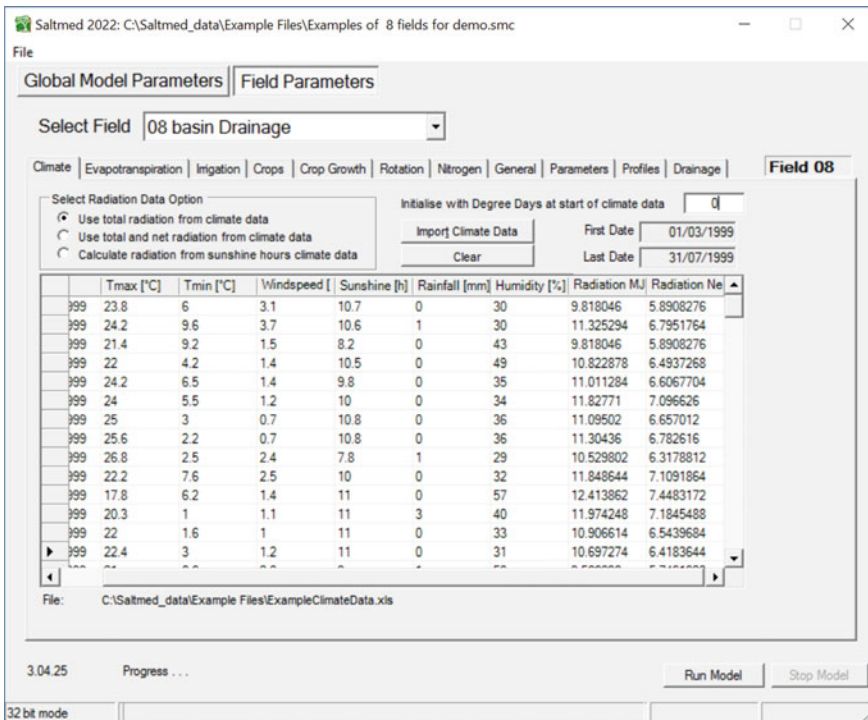 Saltmed 2022: C:\Saltmed_data\Example Files\Examples of 8 fields for demo.smc
File
Global Model Parameters Field Parameters
Select Field 08 basin Drainage
Climate Evapotranspiration Irrigation Crops Crop Growth Rotation Nitrogen General Parameters Profiles Drainage Field 08
Select Radiation Data Option
Use total radiation from climate data
Use total and net radiation from climate data
Calculate radiation from sunshine hours climate data
Initialise with Degree Days at start of climate data 0
Import Climate Data First Date 01/03/1999
Clear Last Date 31/07/1999
Tmax [°C] Tmin [°C] Windspeed [ Sunshine [h] Rainfall [mm] Humidity [%] Radiation MJ Radiation Ne
999 23.8 6 3.1 10.7 0 30 9.818046 5.8908276
999 24.2 9.6 3.7 10.6 1 30 11.325294 6.7951764
999 21.4 9.2 1.5 8.2 0 43 9.818046 5.8908276
999 22 4.2 1.4 10.5 0 49 10.822878 6.4937268
999 24.2 6.5 1.4 9.8 0 35 11.011284 6.6067704
999 24 5.5 1.2 10 0 34 11.82771 7.096626
999 25 3 0.7 10.8 0 36 11.09502 6.657012
999 25.6 2.2 0.7 10.8 0 36 11.30436 6.782616
999 26.8 2.5 2.4 7.8 1 29 10.529802 6.3178812
999 22.2 7.6 2.5 10 0 32 11.848644 7.1091864
999 17.8 6.2 1.4 11 0 57 12.413862 7.4483172
999 20.3 1 1.1 11 3 40 11.974248 7.1845488
999 22 1.6 1 11 0 33 10.906614 6.5439684
999 22.4 3 1.2 11 0 31 10.697274 6.4183644
File: C:\Saltmed_data\Example Files\ExampleClimateData.xls
3.04.25 Progress . . . Run Model Stop Model
32 bit mode